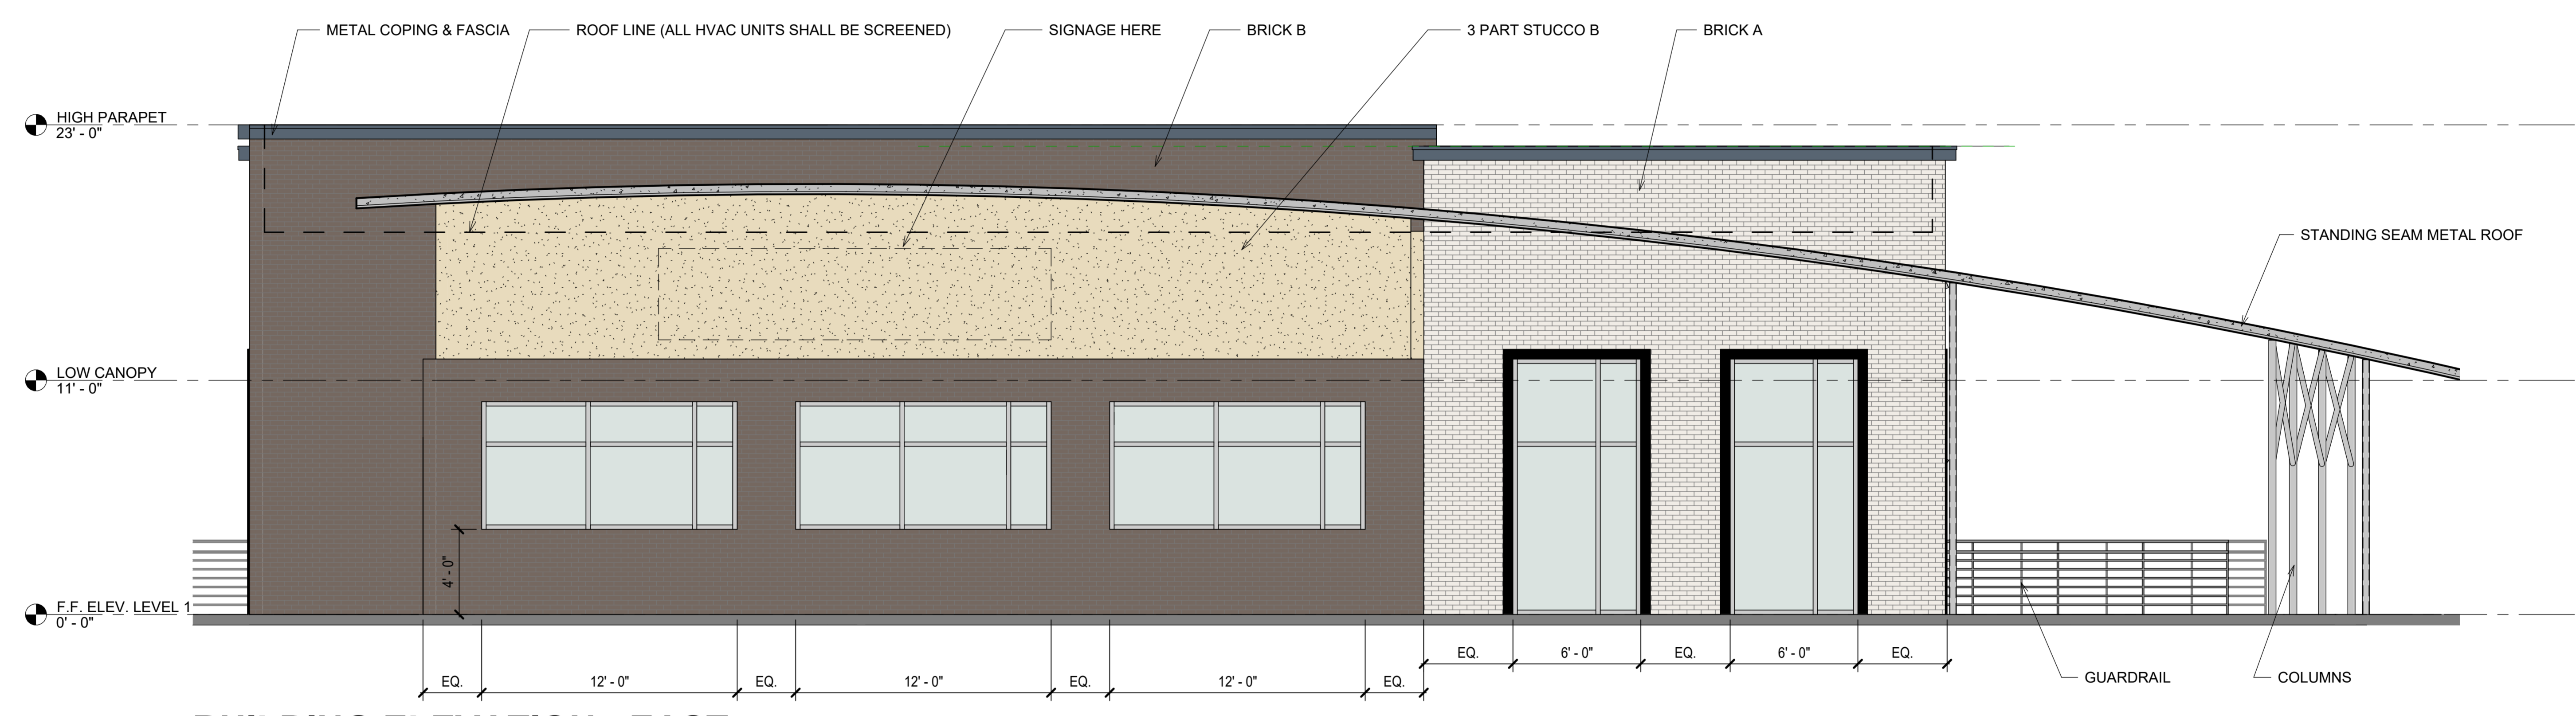 METAL COPING & FASCIA
ROOF LINE (ALL HVAC UNITS SHALL BE SCREENED)
SIGNAGE HERE
BRICK B
3 PART STUCCO B
BRICK A
HIGH PARAPET
23' - 0"
STANDING SEAM METAL ROOF
LOW CANOPY
11' - 0"
4' - 0"
F.F. ELEV. LEVEL 1
0' - 0"
EQ.
6' - 0"
EQ.
6' - 0"
EQ.
EQ.
12' - 0"
EQ.
12' - 0"
EQ.
12' - 0"
EQ.
GUARDRAIL
COLUMNS